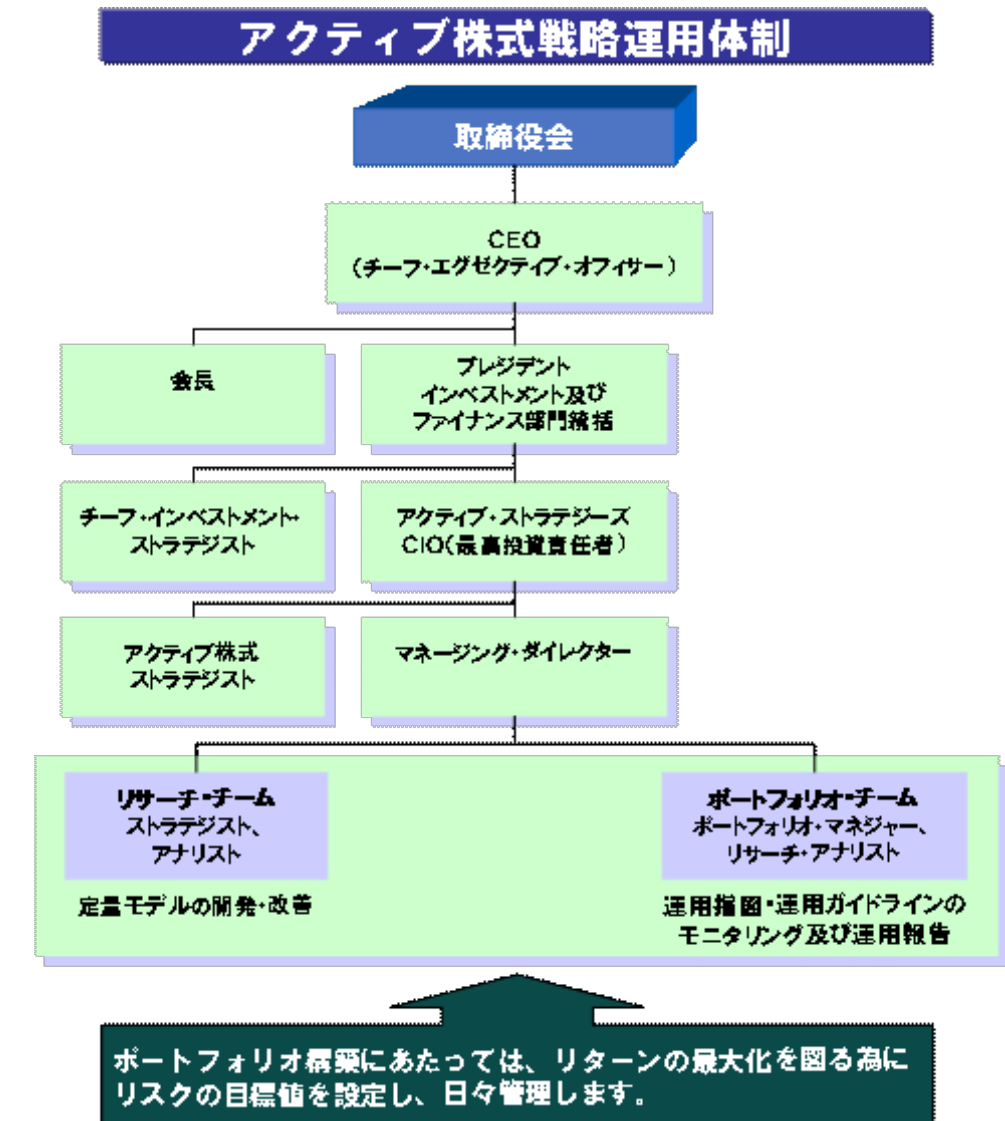 アクティブ株式戦略運用体制
取締役会
CEO
(チーフ・エグゼクティブ・オフィサー)
会長
プレジデント
インベストメント及び
ファイナンス部門統括
チーフ・インベストメント・
ストラテジスト
アクティブ・ストラテジーズ
CIO(最高投資責任者)
アクティブ株式
ストラテジスト
マネージング・ダイレクター
リサーチ・チーム
ストラテジスト、
アナリスト
定量モデルの開発・改善
ポートフォリオ・チーム
ポートフォリオ・マネジャー、
リサーチ・アナリスト
運用指図・運用ガイドラインの
モニタリング及び運用報告
ポートフォリオ構築にあたっては、リターンの最大化を図る為に
リスクの目標値を設定し、日々管理します。